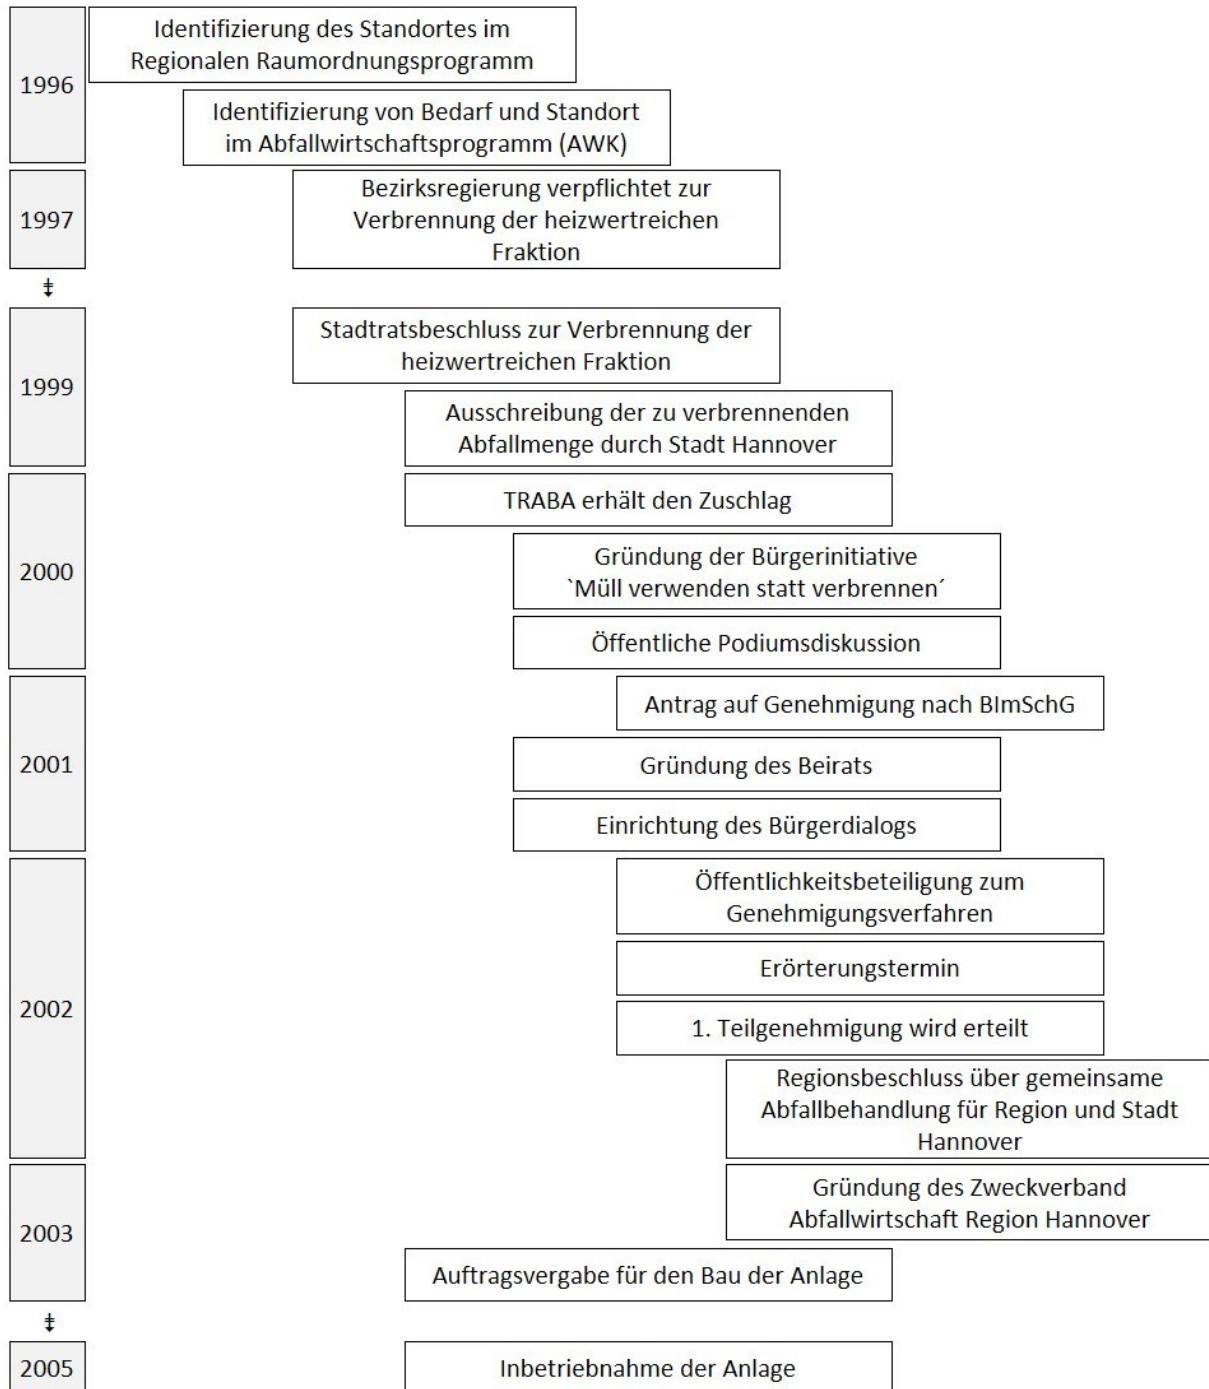 1996
Identifizierung des Standortes im
Regionalen Raumordnungsprogramm
Identifizierung von Bedarf und Standort
im Abfallwirtschaftsprogramm (AWK)
1997
Bezirksregierung verpflichtet zur
Verbrennung der heizwertreichen
Fraktion
1999
Stadtratsbeschluss zur Verbrennung der
heizwertreichen Fraktion
Ausschreibung der zu verbrennenden
Abfallmenge durch Stadt Hannover
2000
TRABA erhält den Zuschlag
Gründung der Bürgerinitiative
`Müll verwenden statt verbrennen´
Öffentliche Podiumsdiskussion
2001
Antrag auf Genehmigung nach BImSchG
Gründung des Beirats
Einrichtung des Bürgerdialogs
2002
Öffentlichkeitsbeteiligung zum
Genehmigungsverfahren
Erörterungstermin
1. Teilgenehmigung wird erteilt
Regionsbeschluss über gemeinsame
Abfallbehandlung für Region und Stadt
Hannover
2003
Gründung des Zweckverband
Abfallwirtschaft Region Hannover
Auftragsvergabe für den Bau der Anlage
2005
Inbetriebnahme der Anlage